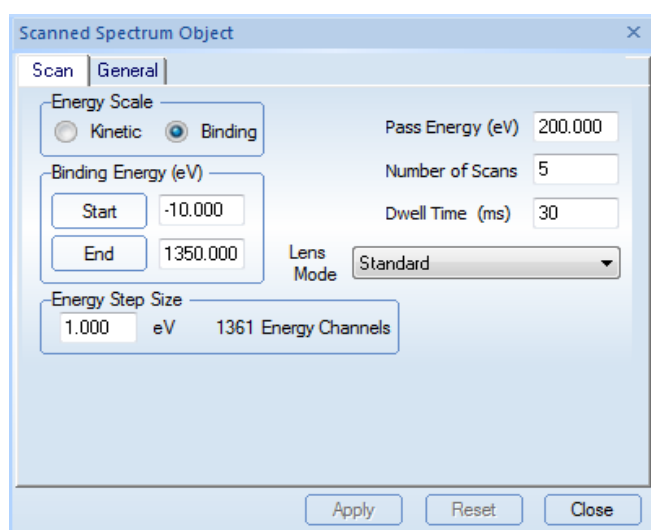 Scanned Spectrum Object
Scan General
Energy Scale
Kinetic Binding
Pass Energy (eV) 200.000
Binding Energy (eV)
Number of Scans 5
Start -10.000
Dwell Time (ms) 30
End 1350.000
Lens Mode Standard
Energy Step Size
1.000 eV 1361 Energy Channels
Apply Reset Close